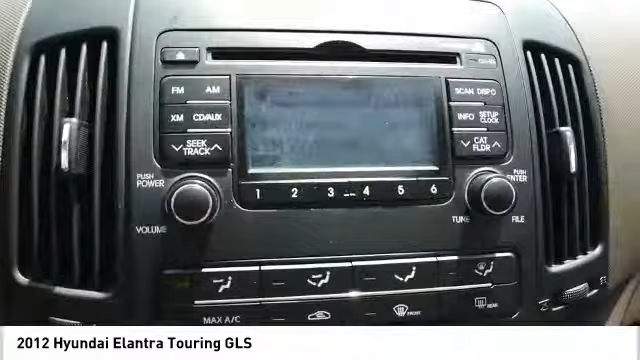 FM AM
SCAN DISPO
XM CD/AUX
INFO SETUP CLOCK
SEEK TRACK
CAT FLDR
PUSH POWER
PUSH ENTER
1 2 3 4 5 6
VOLUME
TUNE FILE
MAX A/C
FRONT
REAR
2012 Hyundai Elantra Touring GLS